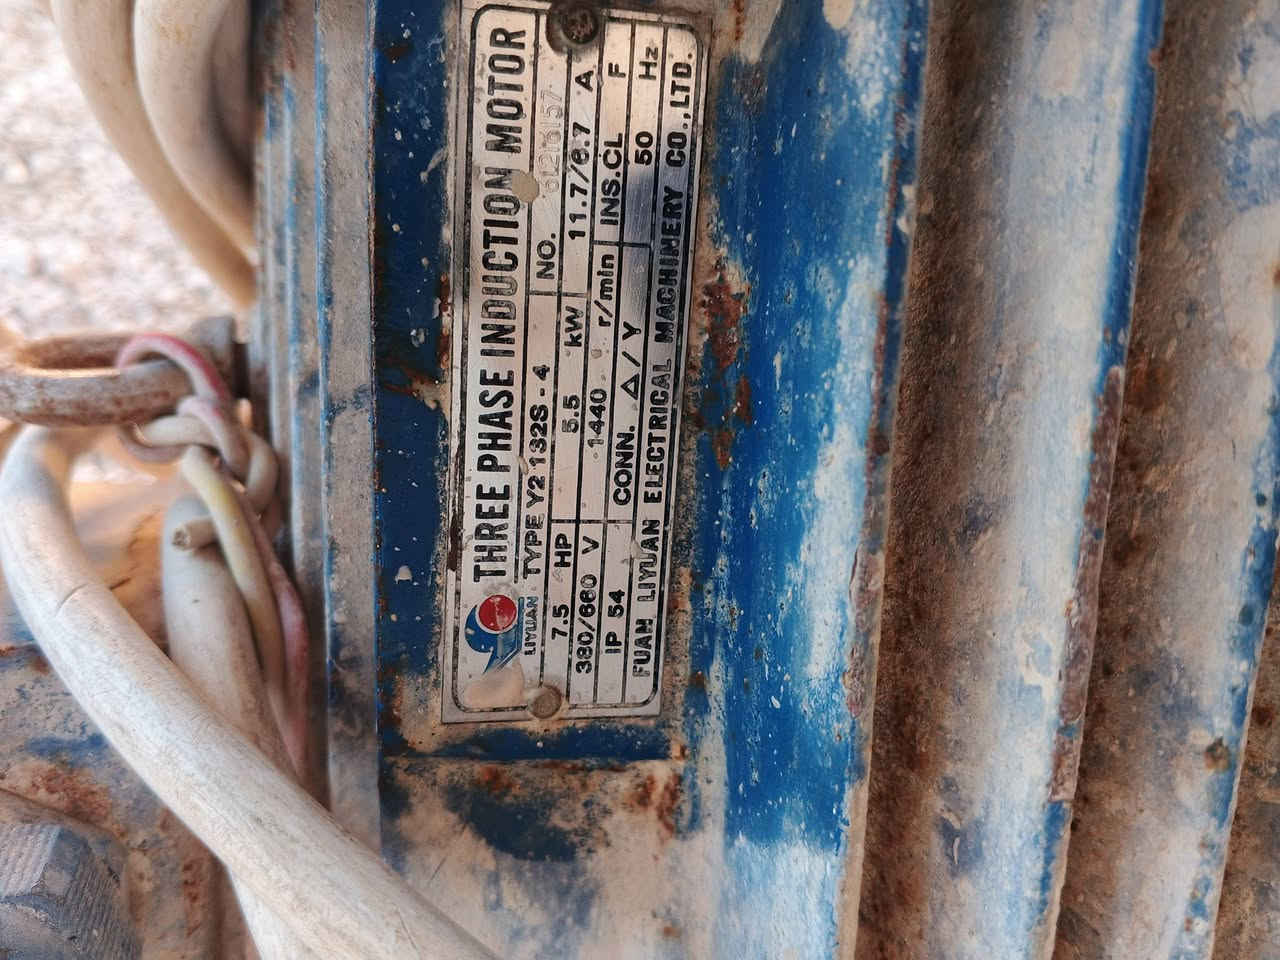 THREE PHASE INDUCTION MOTOR
LIYUAN
TYPE Y2 132S - 4 NO.
7.5 HP 5.5 kW 11.7/6.7 A
380/660 V 1440 r/min INS.CL F
IP 54 CONN. Δ/Y 50 Hz
FUAN LIYUAN ELECTRICAL MACHINERY CO.,LTD.